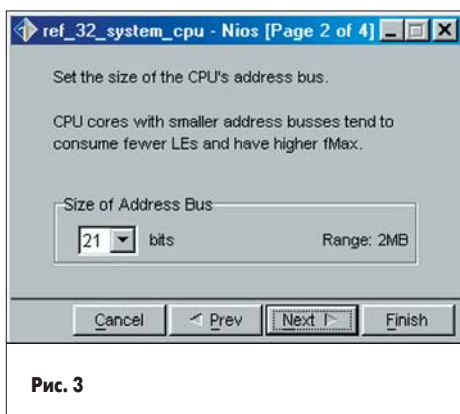 ref_32_system_cpu - Nios [Page 2 of 4]
Set the size of the CPU's address bus.
CPU cores with smaller address busses tend to
consume fewer LEs and have higher fMax.
Size of Address Bus
21 bits Range: 2MB
Cancel Prev Next Finish
Рис. 3